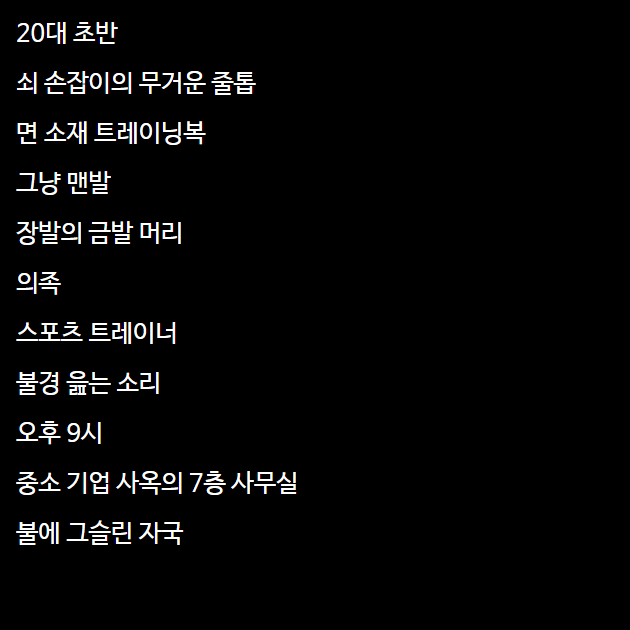 20대 초반
쇠 손잡이의 무거운 줄톱
면 소재 트레이닝복
그냥 맨발
장발의 금발 머리
의족
스포츠 트레이너
불경 읊는 소리
오후 9시
중소 기업 사옥의 7층 사무실
불에 그슬린 자국